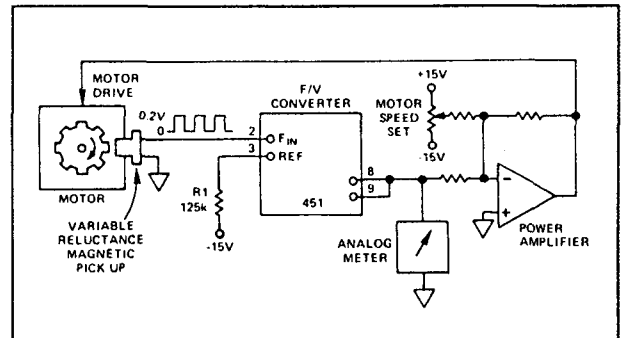 MOTOR
DRIVE
0.2V
0
MOTOR
VARIABLE
RELUCTANCE
MAGNETIC
PICK UP
F/V
CONVERTER
2
FIN
3
REF
R1
125k
-15V
8
9
451
+15V
MOTOR
SPEED
SET
-15V
ANALOG
METER
-
+
POWER
AMPLIFIER